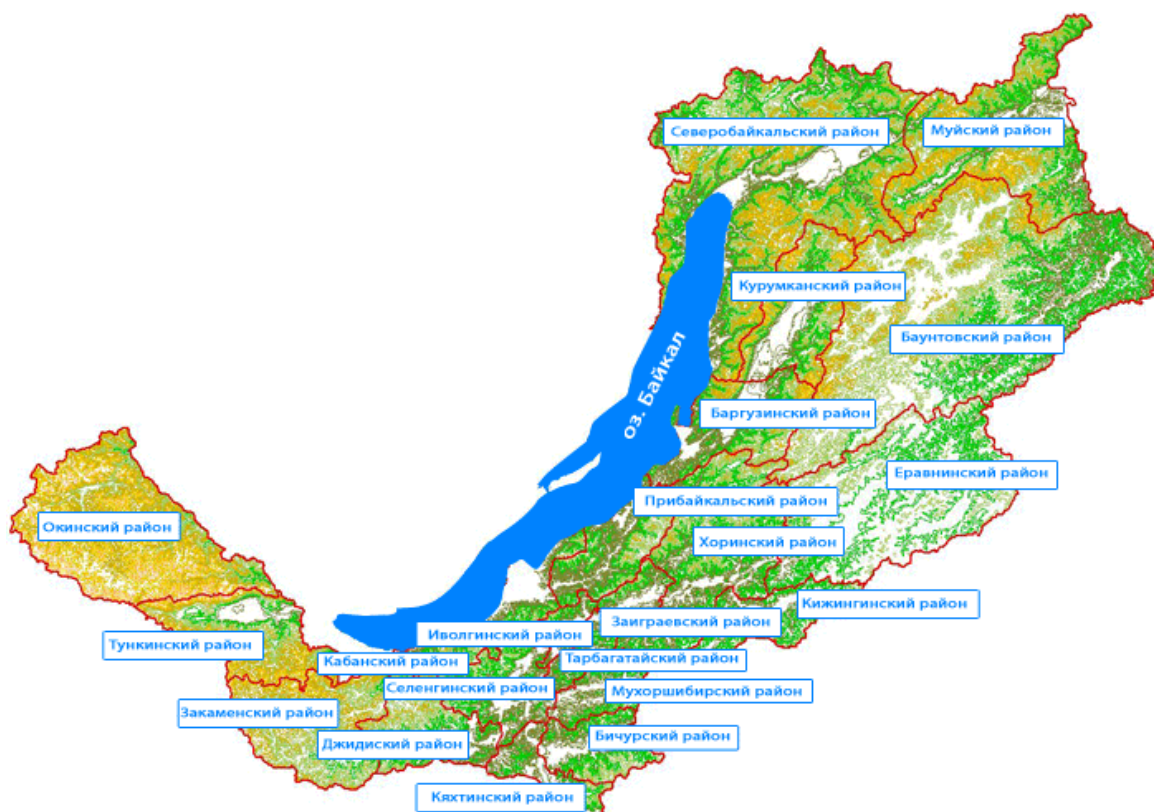 Северобайкальский район
Муйский район
Курумканский район
Баунтовский район
оз. Байкал
Баргузинский район
Еравнинский район
Прибайкальский район
Окинский район
Хоринский район
Кижингинский район
Заиграевский район
Иволгинский район
Тункинский район
Тарбагатайский район
Кабанский район
Селенгинский район
Мухоршибирский район
Закаменский район
Бичурский район
Джидиский район
Кяхтинский район